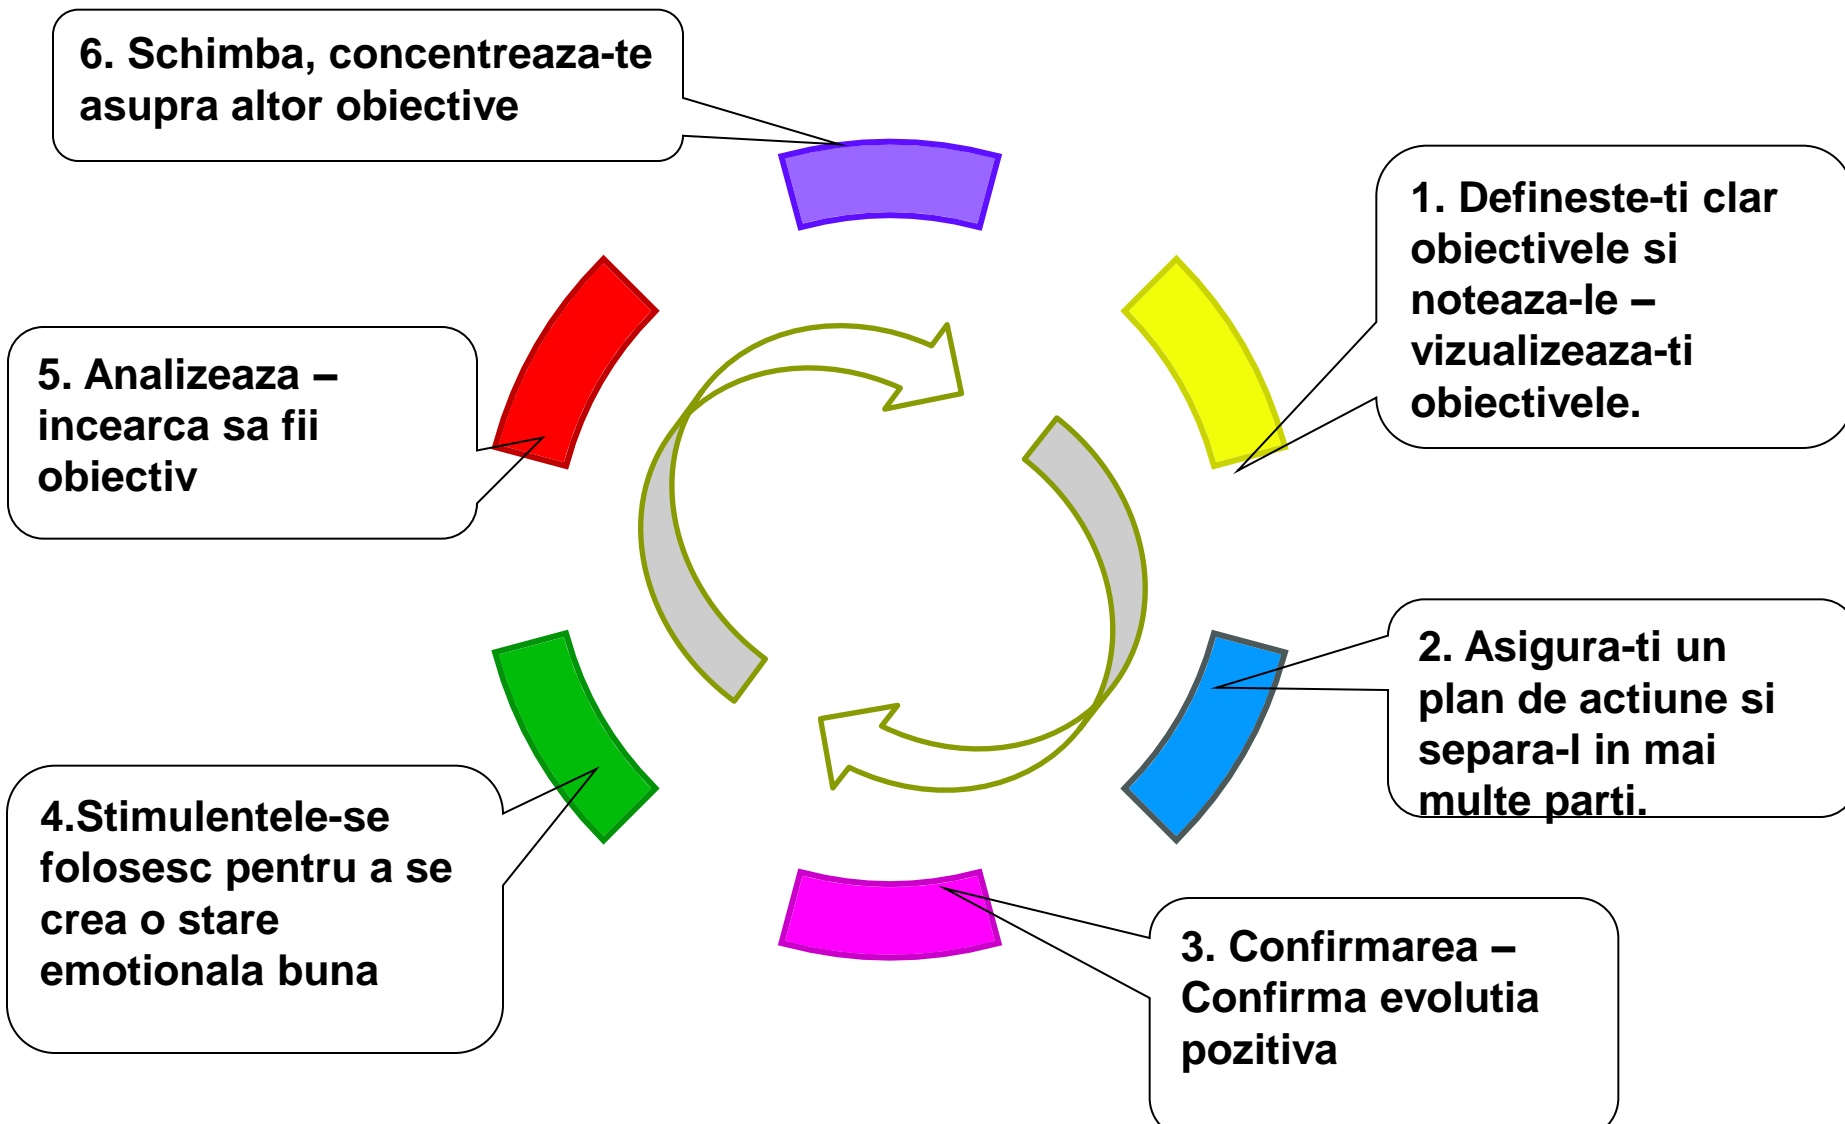 6. Schimba, concentreaza-te
asupra altor obiective
1. Defineste-ti clar
obiectivele si
noteaza-le –
vizualizeaza-ti
obiectivele.
2. Asigura-ti un
plan de actiune si
separa-l in mai
multe parti.
3. Confirmarea –
Confirma evolutia
pozitiva
4.Stimulentele-se
folosesc pentru a se
crea o stare
emotionala buna
5. Analizeaza –
incearca sa fii
obiectiv